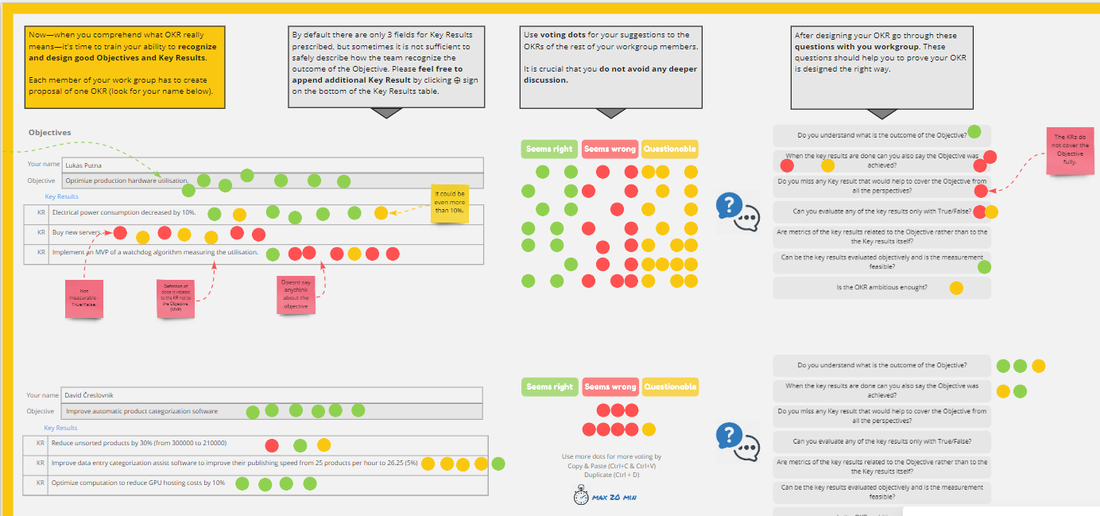 Now—when you comprehend what OKR really
means—it's time to train your ability to recognize
and design good Objectives and Key Results.
Each member of your work group has to create
proposal of one OKR (look for your name below).
By default there are only 3 fields for Key Results
prescribed, but sometimes it is not sufficient to
safely describe how the team recognize the
outcome of the Objective. Please feel free to
append additional Key Result by clicking ⊕ sign
on the bottom of the Key Results table.
Use voting dots for your suggestions to the
OKRs of the rest of your workgroup members.
It is crucial that you do not avoid any deeper
discussion.
After designing your OKR go through these
questions with you workgroup. These
questions should help you to prove your OKR
is designed the right way.
Objectives
Your name
Lukas Putna
Objective
Optimize production hardware utilisation.
Key Results
KR
Electrical power consumption decreased by 10%.
KR
Buy new servers.
KR
Implement an MVP of a watchdog algorithm measuring the utilisation.
It could be
even more
than 10%.
Not
measurable -
True/False.
Definition of
done is related
to the KR not to
the Objective
Doesnt say
anythink
about the
objective
Seems right
Seems wrong
Questionable
Do you understand what is the outcome of the Objective?
When the key results are done can you also say the Objective was
achieved?
Do you miss any Key result that would help to cover the Objective from
all the perspectives?
Can you evaluate any of the key results only with True/False?
Are metrics of the key results related to the Objective rather than to the
Key Results itself?
Can be the key results evaluated objectively and is the measurement
feasible?
Is the OKR ambitious enought?
The KRs do
not cover the
Objective
fully.
Your name
David Čreslovnik
Objective
Improve automatic product categorization software
Key Results
KR
Reduce unsorted products by 30% (from 300000 to 210000)
KR
Improve data entry categorization assist software to improve their publishing speed from 25 products per hour to 26.25 (5%)
KR
Optimize computation to reduce GPU hosting costs by 10%
Seems right
Seems wrong
Questionable
Use more dots for more voting by
Copy & Paste (Ctrl+C & Ctrl+V)
Duplicate (Ctrl + D)
MAX 20 MIN
Do you understand what is the outcome of the Objective?
When the key results are done can you also say the Objective was
achieved?
Do you miss any Key result that would help to cover the Objective from
all the perspectives?
Can you evaluate any of the key results only with True/False?
Are metrics of the key results related to the Objective rather than to the
Key Results itself?
Can be the key results evaluated objectively and is the measurement
feasible?